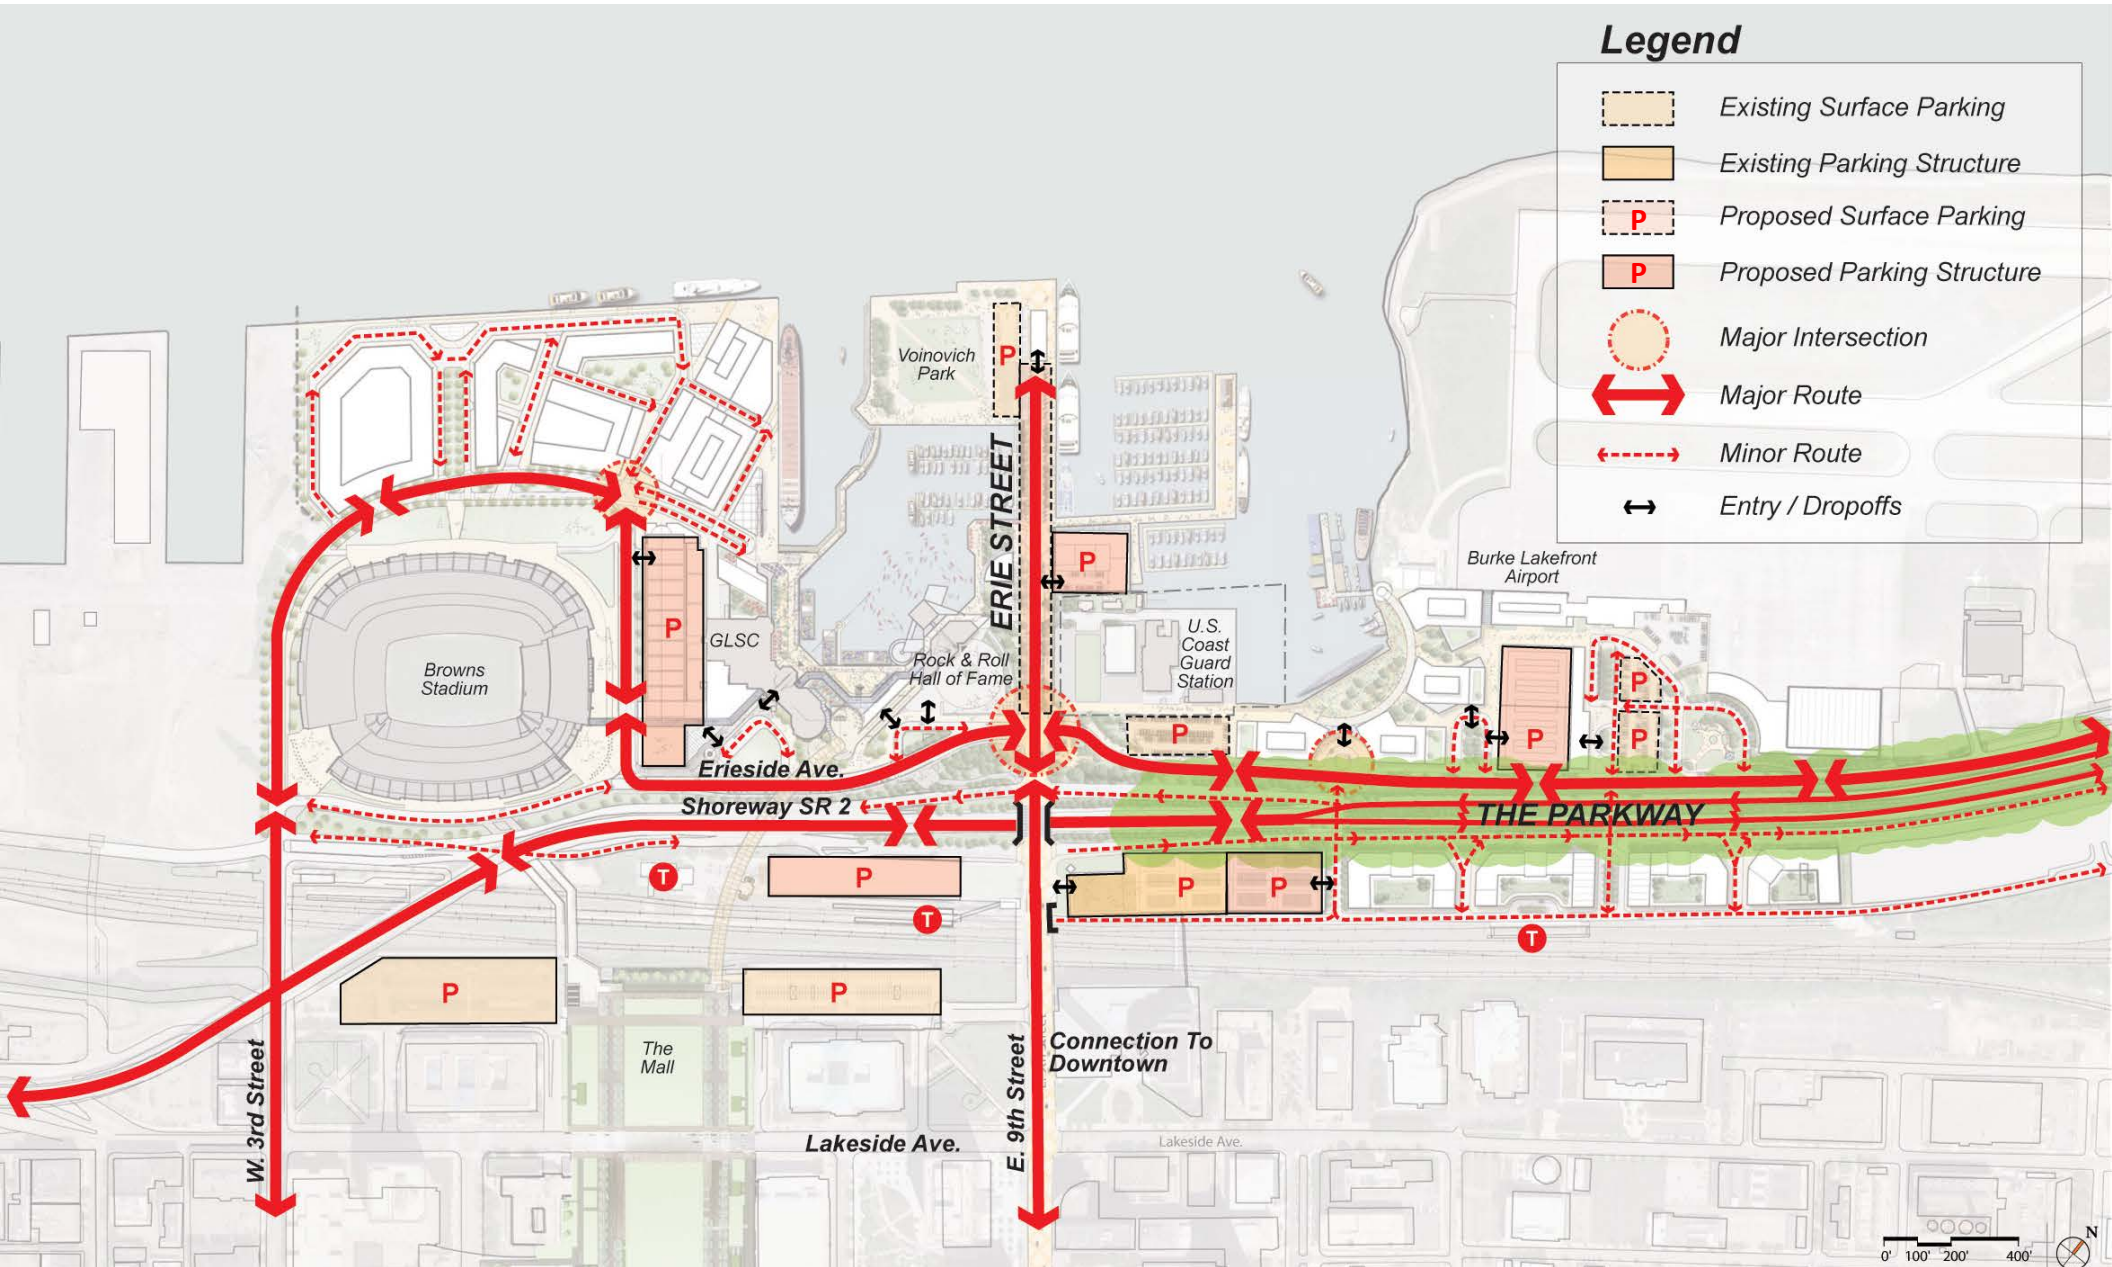 Legend
Existing Surface Parking
Existing Parking Structure
P
Proposed Surface Parking
P
Proposed Parking Structure
Major Intersection
Major Route
Minor Route
Entry / Dropoffs
Voinovich
Park
P
ERIE STREET
P
Burke Lakefront
Airport
P
GLSC
Browns
Stadium
Rock & Roll
Hall of Fame
U.S.
Coast
Guard
Station
P
P
P
P
Erieside Ave.
Shoreway SR 2
THE PARKWAY
T
P
T
P
P
T
P
P
The
Mall
W. 3rd Street
E. 9th Street
Connection To
Downtown
Lakeside Ave.
Lakeside Ave.
N
0' 100' 200' 400'